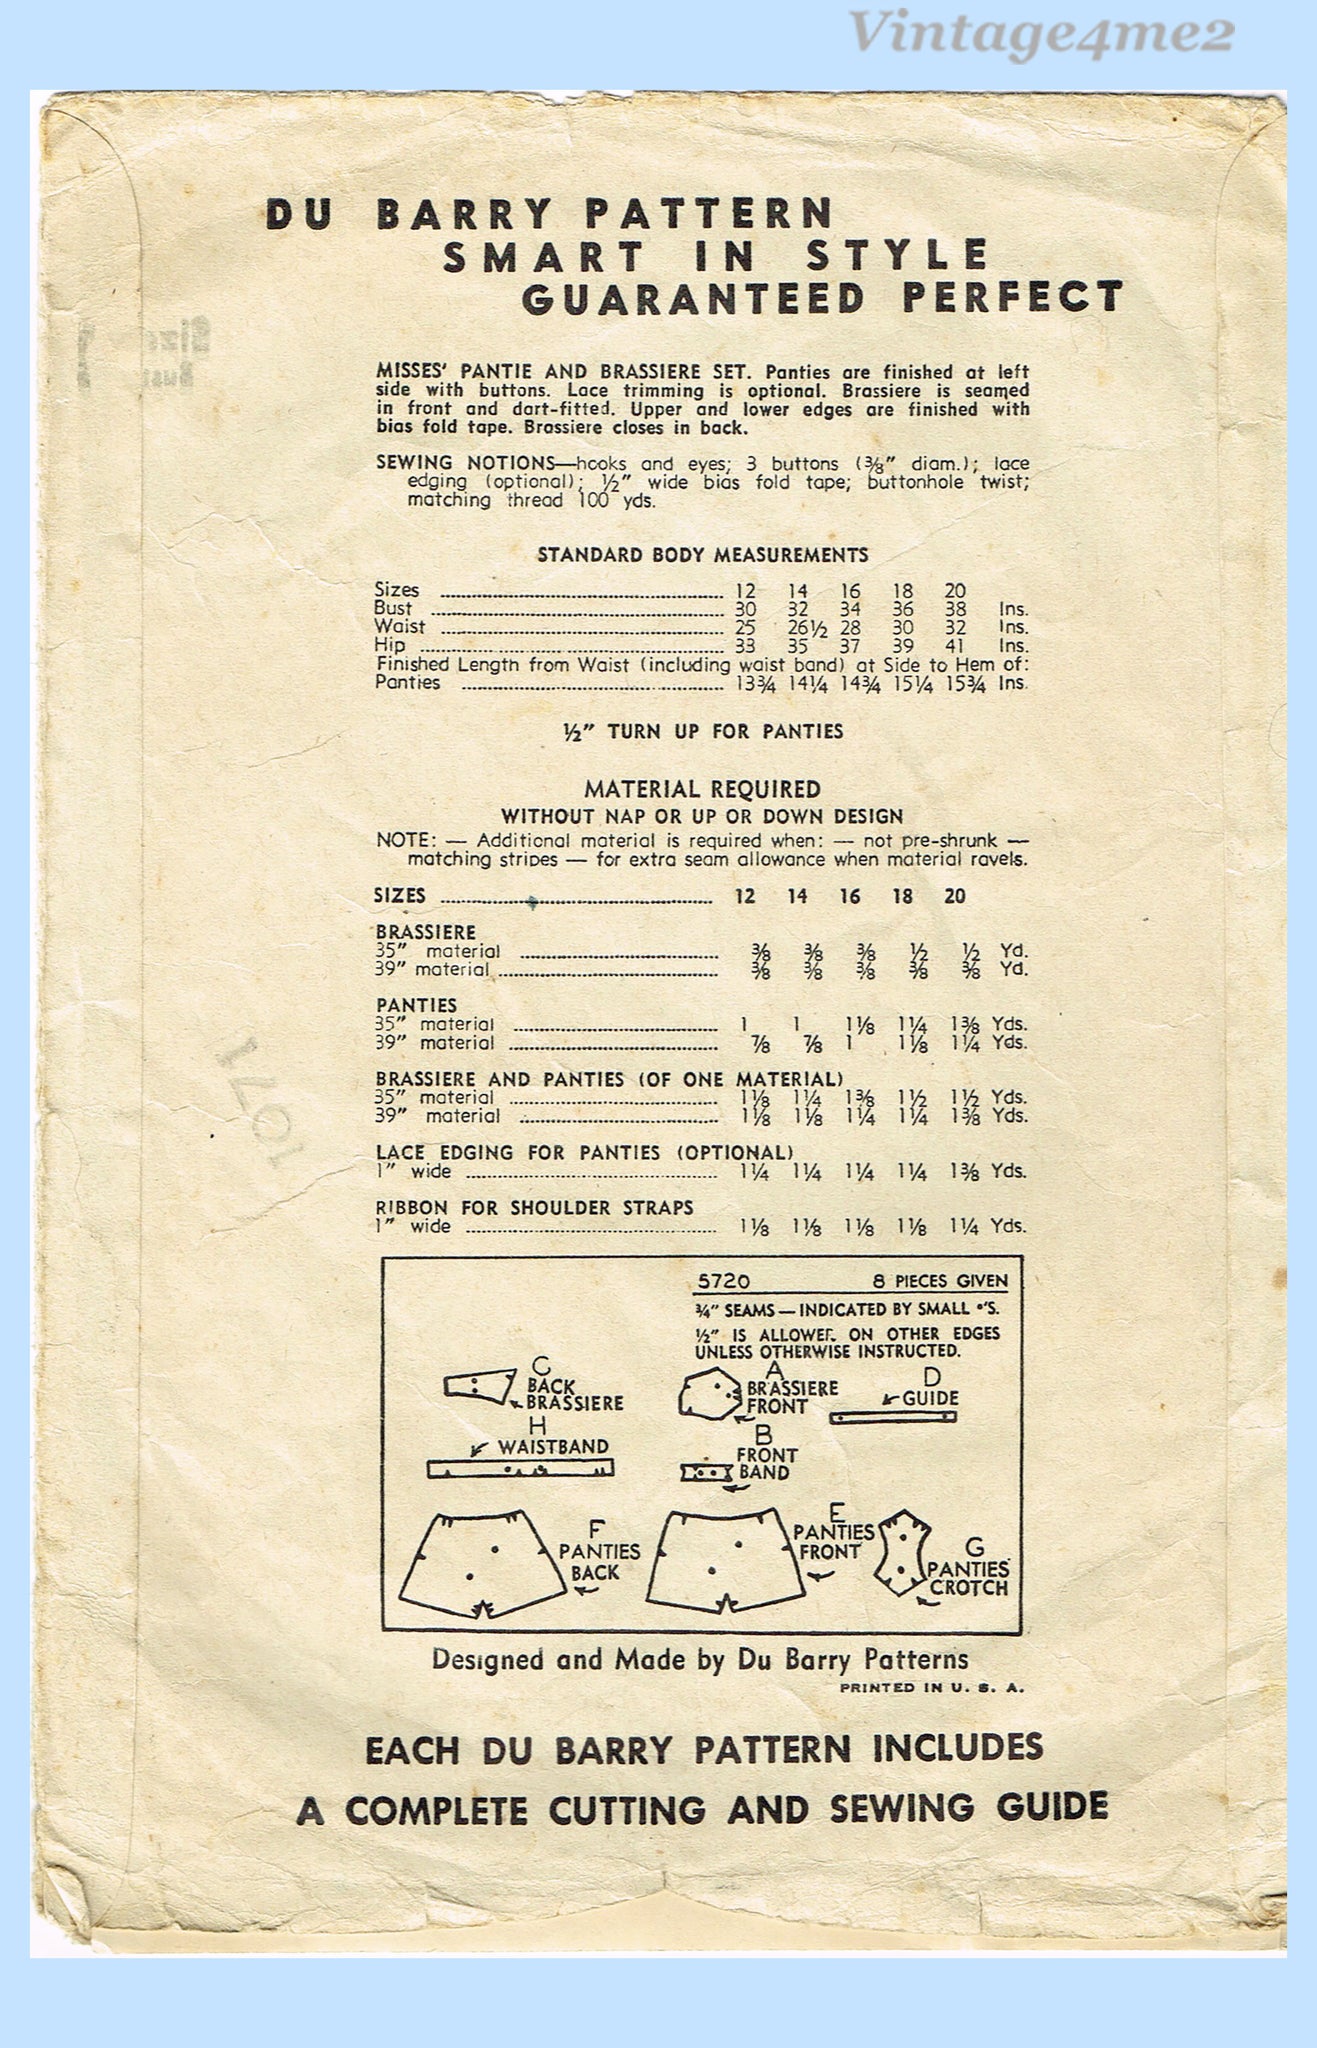 Vintage4me2
DU BARRY PATTERN
SMART IN STYLE
GUARANTEED PERFECT
MISSES' PANTIE AND BRASSIERE SET. Panties are finished at left
side with buttons. Lace trimming is optional. Brassiere is seamed
in front and dart-fitted. Upper and lower edges are finished with
bias fold tape. Brassiere closes in back.
SEWING NOTIONS—hooks and eyes; 3 buttons (⅜" diam.); lace
edging (optional); ½" wide bias fold tape; buttonhole twist;
matching thread 100 yds.
STANDARD BODY MEASUREMENTS
Sizes 12 14 16 18 20
Bust 30 32 34 36 38 Ins.
Waist 25 26½ 28 30 32 Ins.
Hip 33 35 37 39 41 Ins.
Finished Length from Waist (including waist band) at Side to Hem of:
Panties 13¾ 14¼ 14¾ 15¼ 15¾ Ins.
½" TURN UP FOR PANTIES
MATERIAL REQUIRED
WITHOUT NAP OR UP OR DOWN DESIGN
NOTE: — Additional material is required when: — not pre-shrunk —
matching stripes — for extra seam allowance when material ravels.
SIZES 12 14 16 18 20
BRASSIERE
35" material ⅜ ⅜ ⅜ ½ ½ Yd.
39" material ⅜ ⅜ ⅜ ⅜ ⅜ Yd.
PANTIES
35" material 1 1 1⅛ 1¼ 1⅜ Yds.
39" material ⅞ ⅞ 1 1⅛ 1¼ Yds.
BRASSIERE AND PANTIES (OF ONE MATERIAL)
35" material 1⅛ 1¼ 1⅜ 1½ 1½ Yds.
39" material 1⅛ 1⅛ 1¼ 1¼ 1⅜ Yds.
LACE EDGING FOR PANTIES (OPTIONAL)
1" wide 1¼ 1¼ 1¼ 1¼ 1⅜ Yds.
RIBBON FOR SHOULDER STRAPS
1" wide 1⅛ 1⅛ 1⅛ 1⅛ 1¼ Yds.
1071
5720 8 PIECES GIVEN
¾" SEAMS — INDICATED BY SMALL •'S.
½" IS ALLOWED ON OTHER EDGES
UNLESS OTHERWISE INSTRUCTED.
C
BACK
BRASSIERE
A
BRASSIERE
FRONT
D
GUIDE
H
WAISTBAND
B
FRONT
BAND
F
PANTIES
BACK
E
PANTIES
FRONT
G
PANTIES
CROTCH
Designed and Made by Du Barry Patterns
PRINTED IN U. S. A.
EACH DU BARRY PATTERN INCLUDES
A COMPLETE CUTTING AND SEWING GUIDE